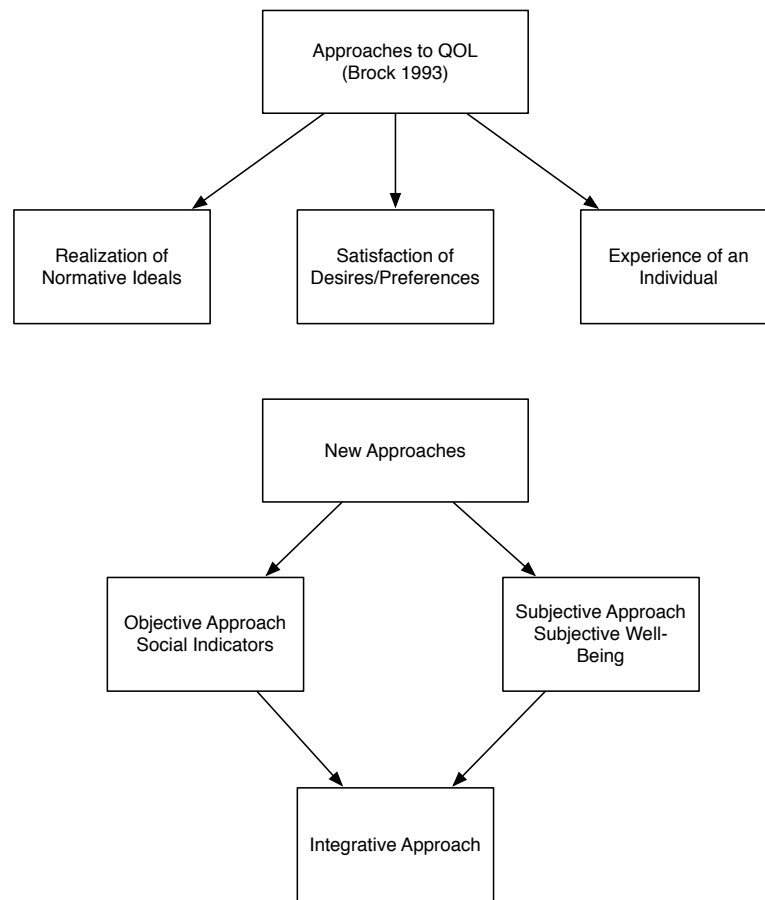 Approaches to QOL
(Brock 1993)
Realization of
Normative Ideals
Satisfaction of
Desires/Preferences
Experience of an
Individual
New Approaches
Objective Approach
Social Indicators
Subjective Approach
Subjective Well-
Being
Integrative Approach